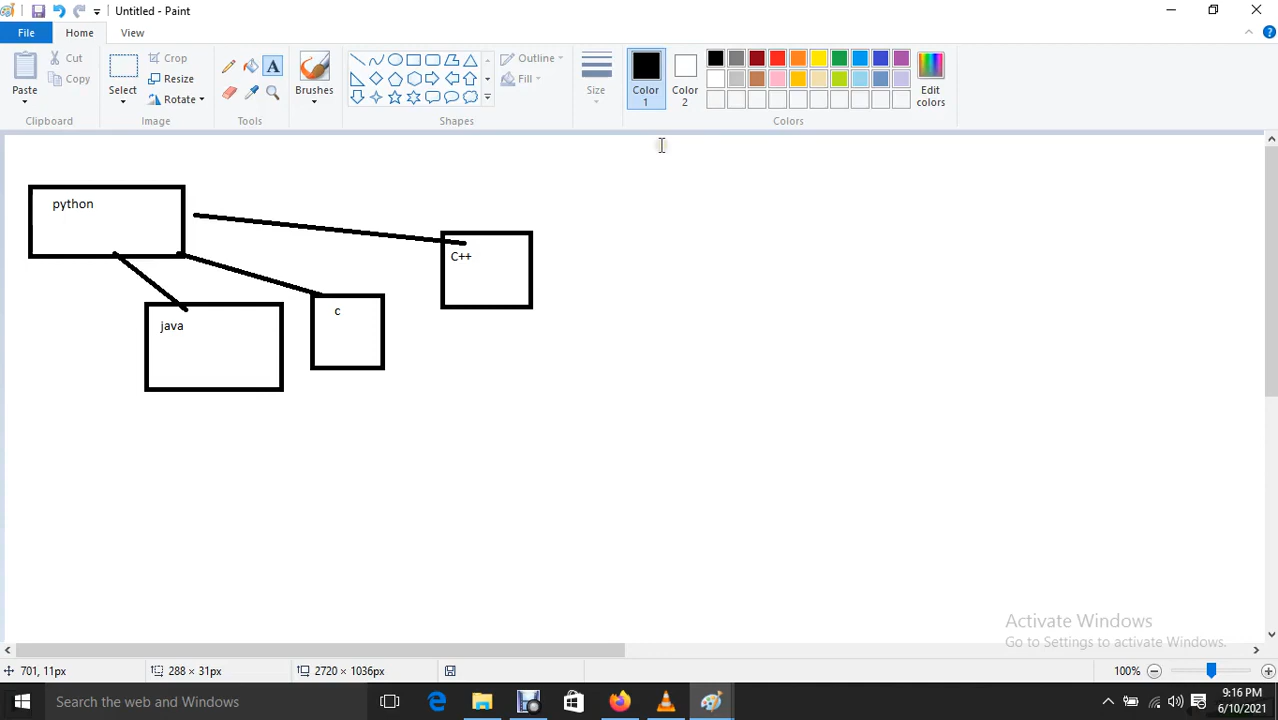 Untitled - Paint
File
Home
View
Paste
Cut
Copy
Clipboard
Select
Crop
Resize
Rotate
Image
A
Tools
Brushes
Outline
Fill
Shapes
Size
Color
1
Color
2
Edit
colors
Colors
python
C++
c
java
Activate Windows
Go to Settings to activate Windows.
701, 11px
288 × 31px
2720 × 1036px
100%
Search the web and Windows
9:16 PM
6/10/2021